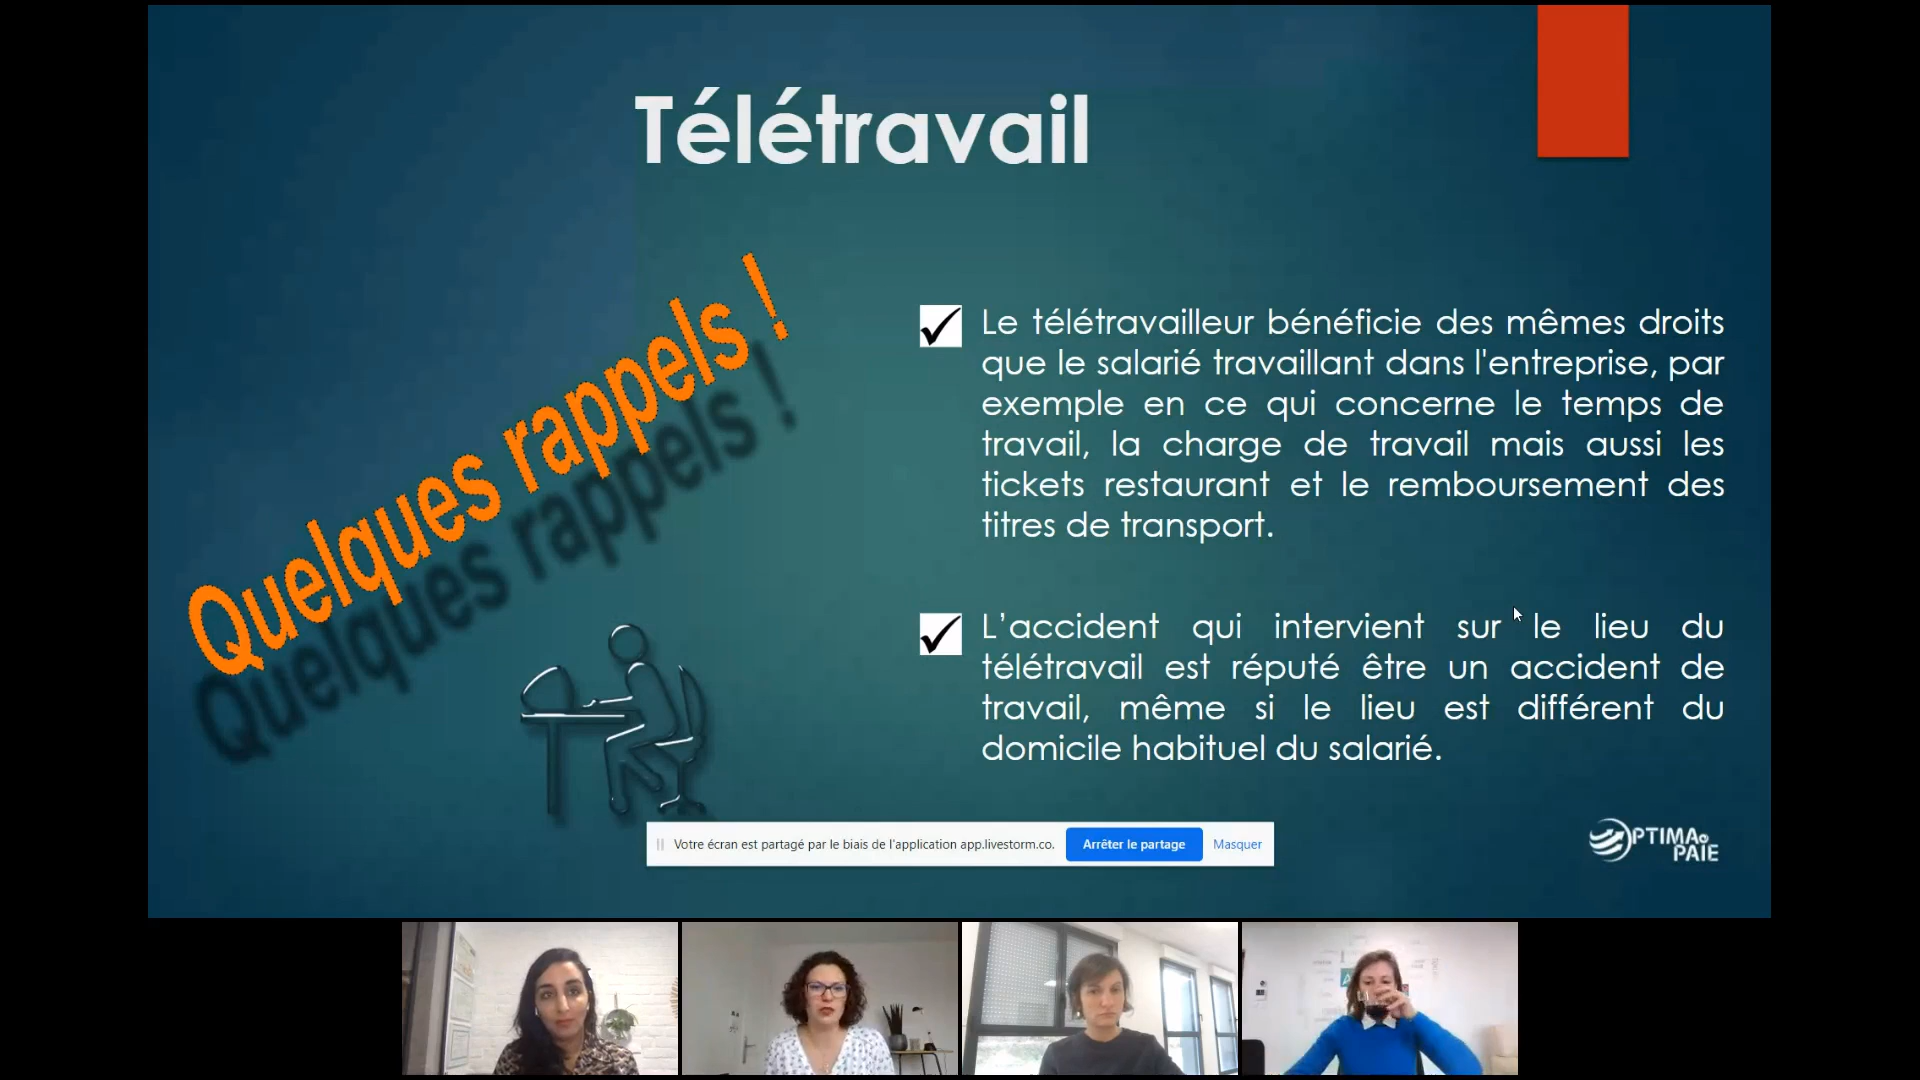 Télétravail
Quelques rappels !
Le télétravailleur bénéficie des mêmes droits
que le salarié travaillant dans l'entreprise, par
exemple en ce qui concerne le temps de
travail, la charge de travail mais aussi les
tickets restaurant et le remboursement des
titres de transport.
L’accident qui intervient sur le lieu du
télétravail est réputé être un accident de
travail, même si le lieu est différent du
domicile habituel du salarié.
Votre écran est partagé par le biais de l'application app.livestorm.co.
Arrêter le partage
Masquer
PTIMA
PAIE